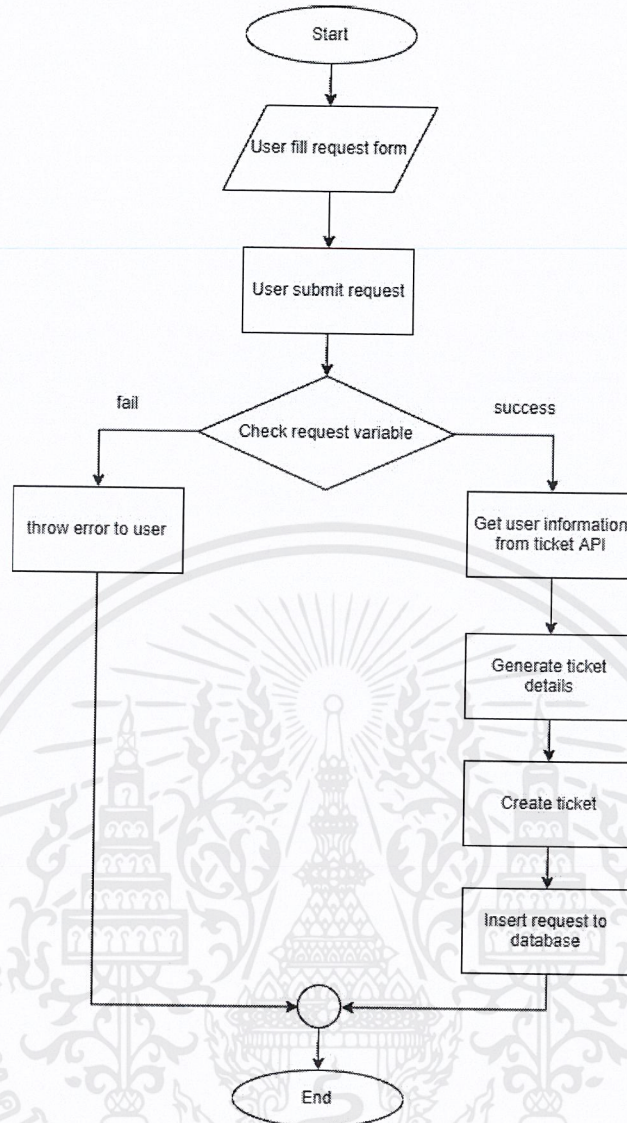 Start
User fill request form
User submit request
Check request variable
fail
success
throw error to user
Get user information
from ticket API
Generate ticket
details
Create ticket
Insert request to
database
End